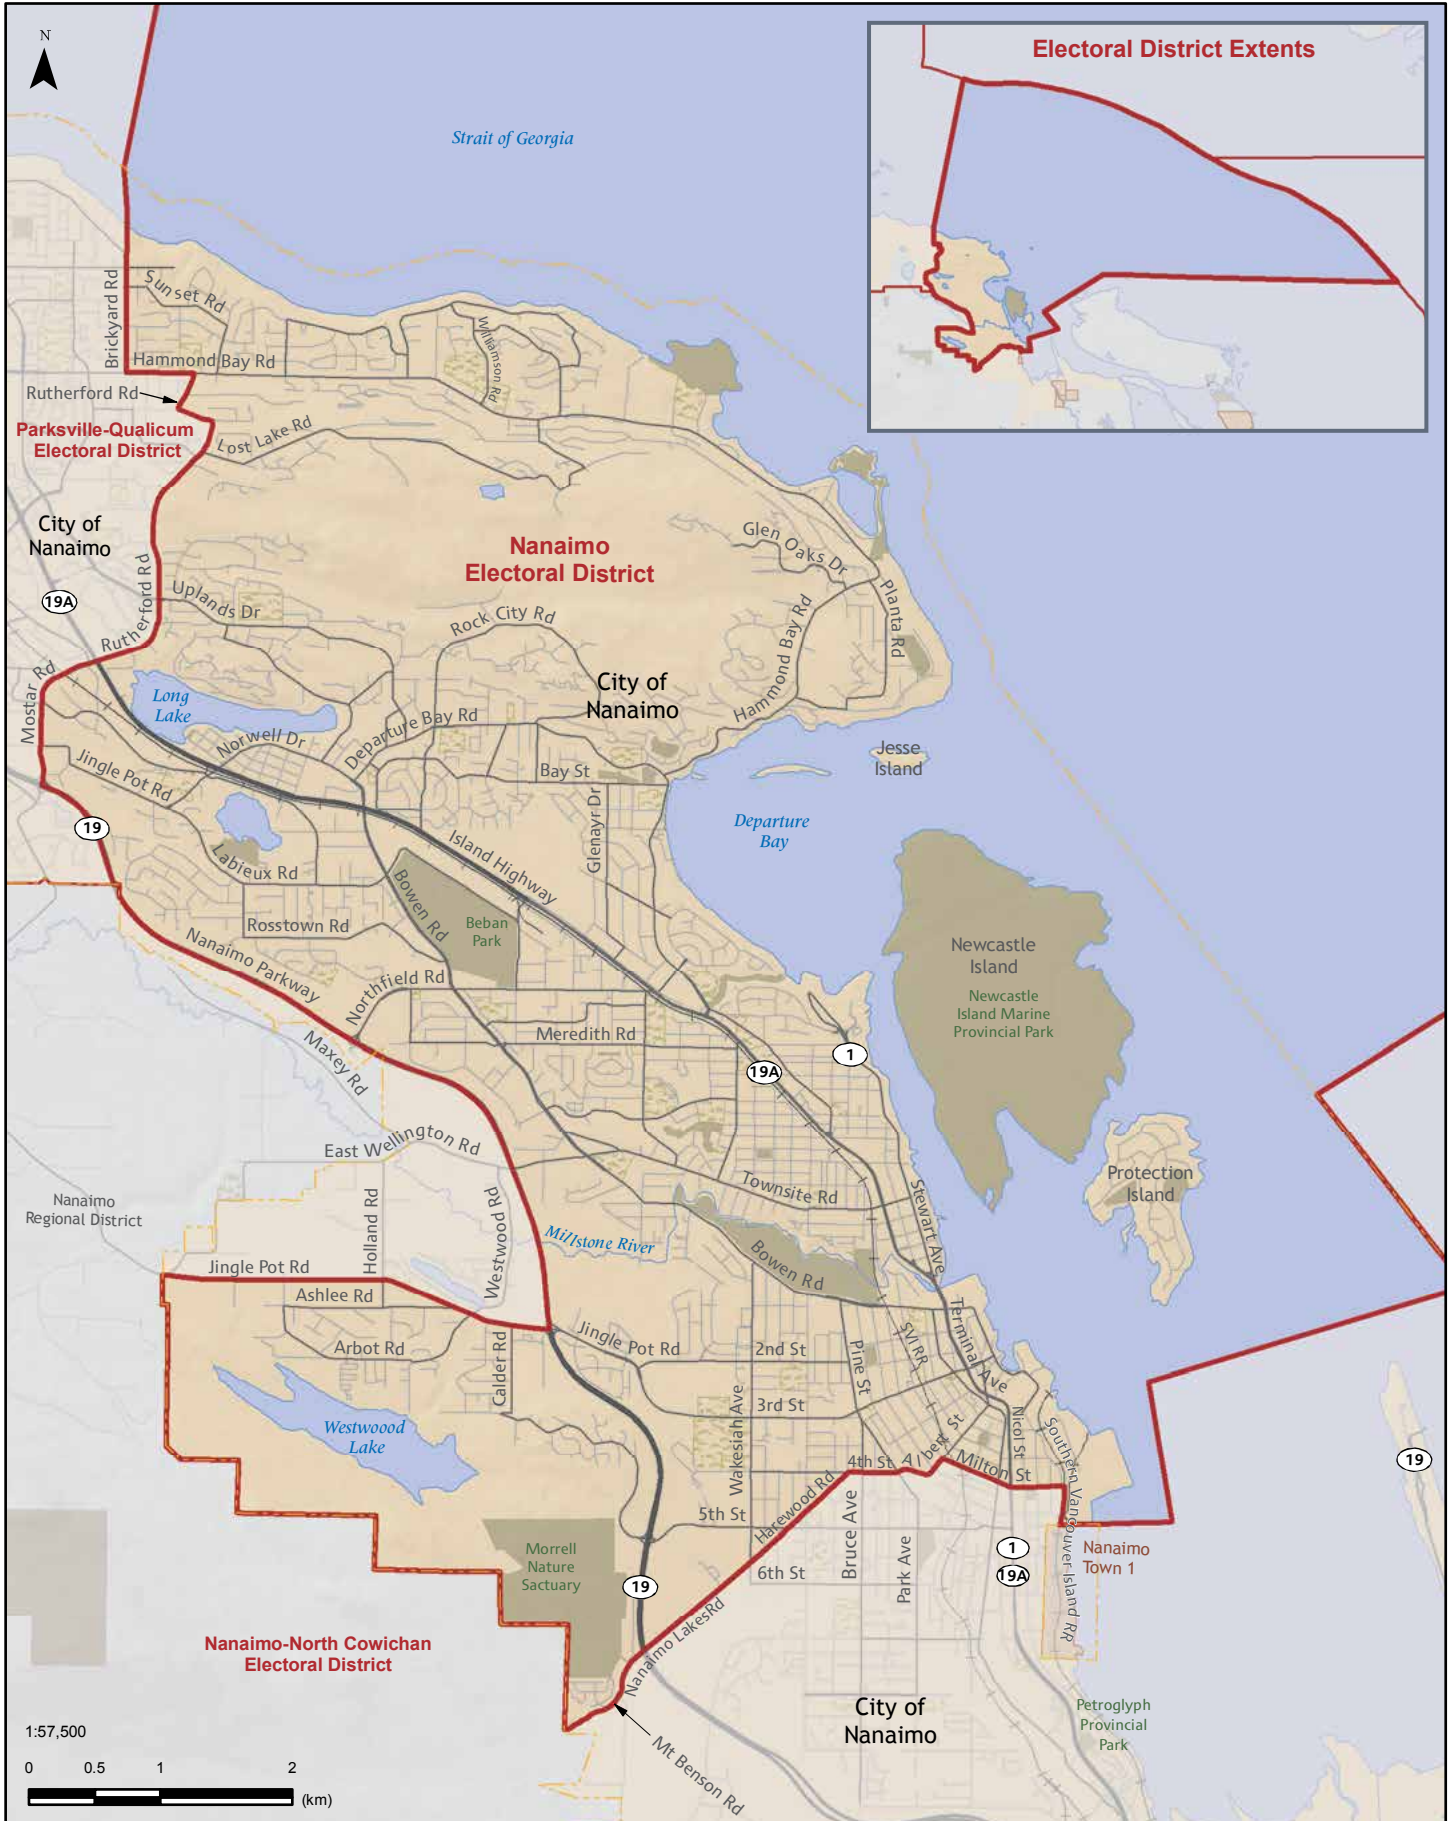 N
Electoral District Extents
Strait of Georgia
Brickyard Rd
Sunset Rd
Williamson Rd
Hammond Bay Rd
Rutherford Rd
Parksville-Qualicum
Electoral District
Lost Lake Rd
City of
Nanaimo
Nanaimo
Electoral District
Glen Oaks Dr
19A
Rutherford Rd
Uplands Dr
Rock City Rd
Planta Rd
Hammond Bay Rd
Mostar Rd
Long
Lake
City of
Nanaimo
Departure Bay Rd
Norwell Dr
Jingle Pot Rd
Bay St
Jesse
Island
19
Glenayr Dr
Departure
Bay
Island Highway
Labieux Rd
Bowen Rd
Beban
Park
Rosstown Rd
Nanaimo Parkway
Newcastle
Island
Newcastle
Island Marine
Provincial Park
Northfield Rd
Meredith Rd
Maxey Rd
1
19A
East Wellington Rd
Nanaimo
Regional District
Holland Rd
Westwood Rd
Townsite Rd
Stewart Ave
Protection
Island
Millstone River
Bowen Rd
Jingle Pot Rd
Ashlee Rd
Arbot Rd
Calder Rd
Jingle Pot Rd
2nd St
Pine St
SVIRR
Terminal Ave
3rd St
Wakesiah Ave
Westwoood
Lake
Nicol St
Southern Vancouver Island RR
4th St
Albert St
Milton St
19
Harewood Rd
5th St
Bruce Ave
Park Ave
1
19A
Nanaimo
Town 1
Morrell
Nature
Sactuary
6th St
19
Nanaimo Lakes Rd
Nanaimo-North Cowichan
Electoral District
City of
Nanaimo
Petroglyph
Provincial
Park
Mt Benson Rd
1:57,500
0 0.5 1 2
(km)